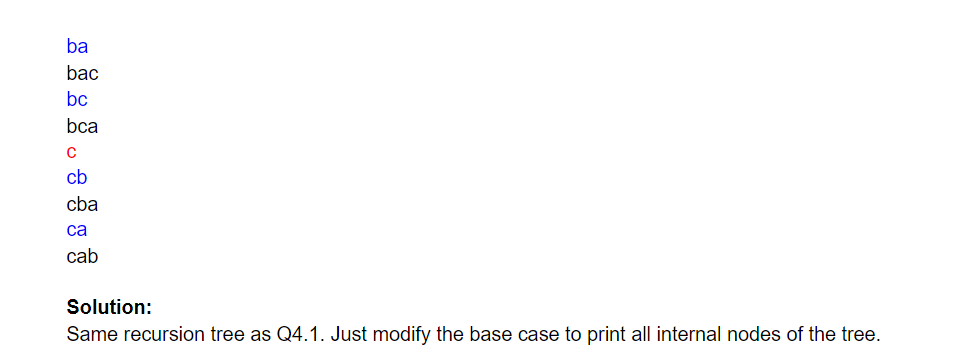 ba
bac
bc
bca
c
cb
cba
ca
cab
Solution:
Same recursion tree as Q4.1. Just modify the base case to print all internal nodes of the tree.